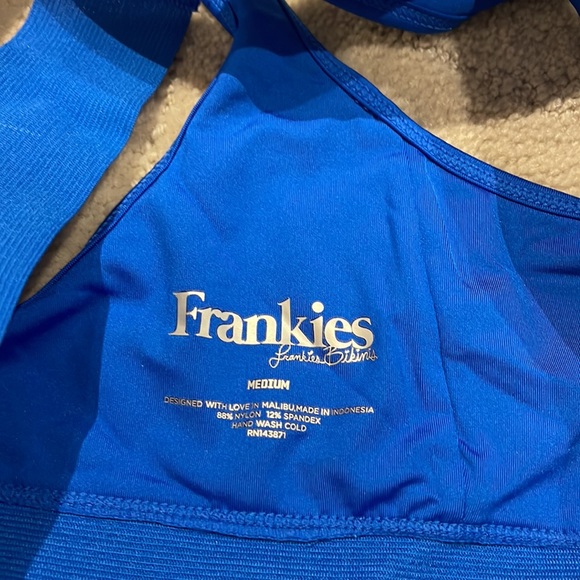 Frankies
Frankies Bikinis
MEDIUM
DESIGNED WITH LOVE IN MALIBU.MADE IN INDONESIA
88% NYLON 12% SPANDEX
HAND WASH COLD
RN143871